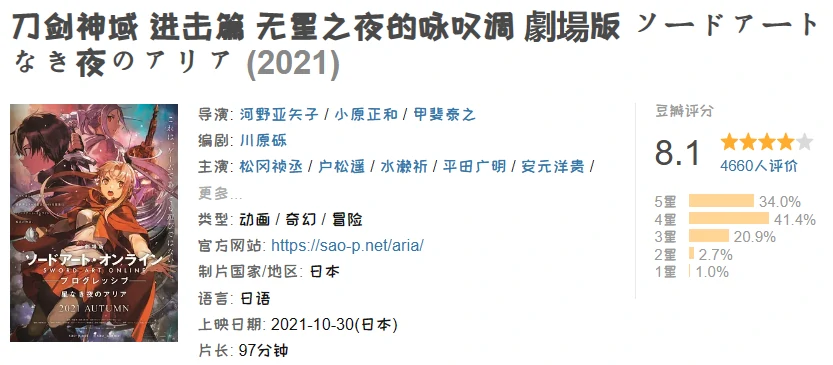 刀剑神域 进击篇 无星之夜的咏叹调 劇場版 ソードアート
なき夜のアリア (2021)
导演: 河野亚矢子 / 小原正和 / 甲斐泰之
编剧: 川原砾
主演: 松冈祯丞 / 户松遥 / 水濑祈 / 平田广明 / 安元洋贵 /
更多...
类型: 动画 / 奇幻 / 冒险
官方网站: https://sao-p.net/aria/
制片国家/地区: 日本
语言: 日语
上映日期: 2021-10-30(日本)
片长: 97分钟
豆瓣评分
8.1
4660人评价
5星 34.0%
4星 41.4%
3星 20.9%
2星 2.7%
1星 1.0%
劇場版
ソードアート・オンライン
SWORD ART ONLINE
プログレッシブ
星なき夜のアリア
2021 AUTUMN